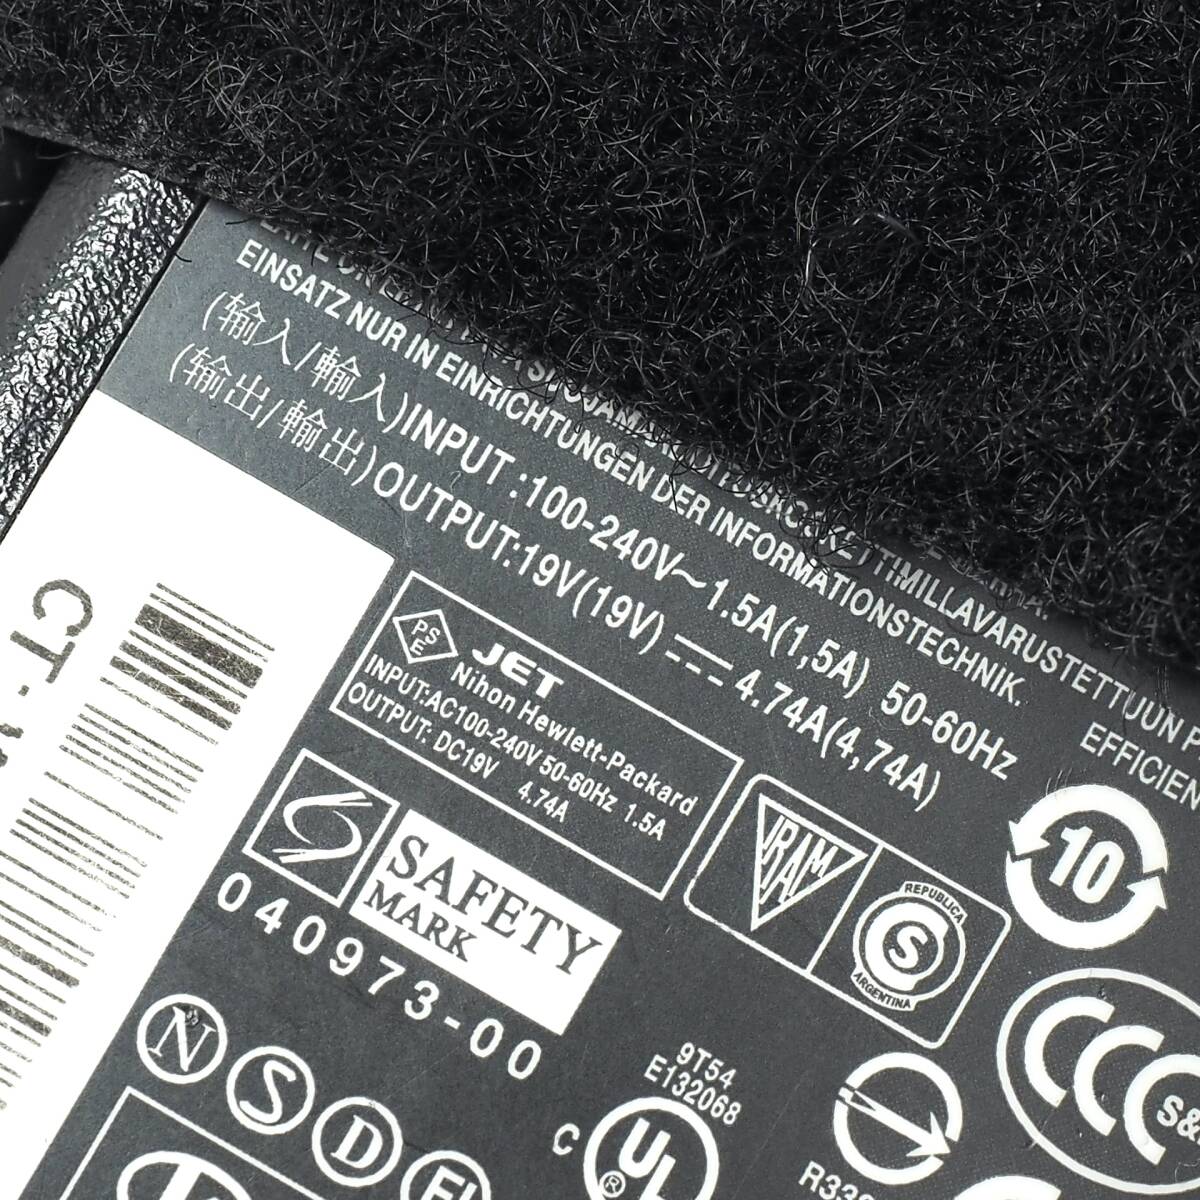 EINSATZ NUR IN EINRICHTUNGEN DER INFORMATIONSTECHNIK.
(输入/輸入)INPUT :100-240V~1.5A(1,5A) 50-60Hz
(输出/輸出)OUTPUT:19V(19V) ⎓ 4.74A(4,74A)
EFFICIEN
PSE
JET
Nihon Hewlett-Packard
INPUT:AC100-240V 50-60Hz 1.5A
OUTPUT: DC19V 4.74A
SAFETY
MARK
040973-00
IRAM
REPUBLICA
S
ARGENTINA
10
CCC
S&
N S D
9T54
E132068
C UL ®
CT: